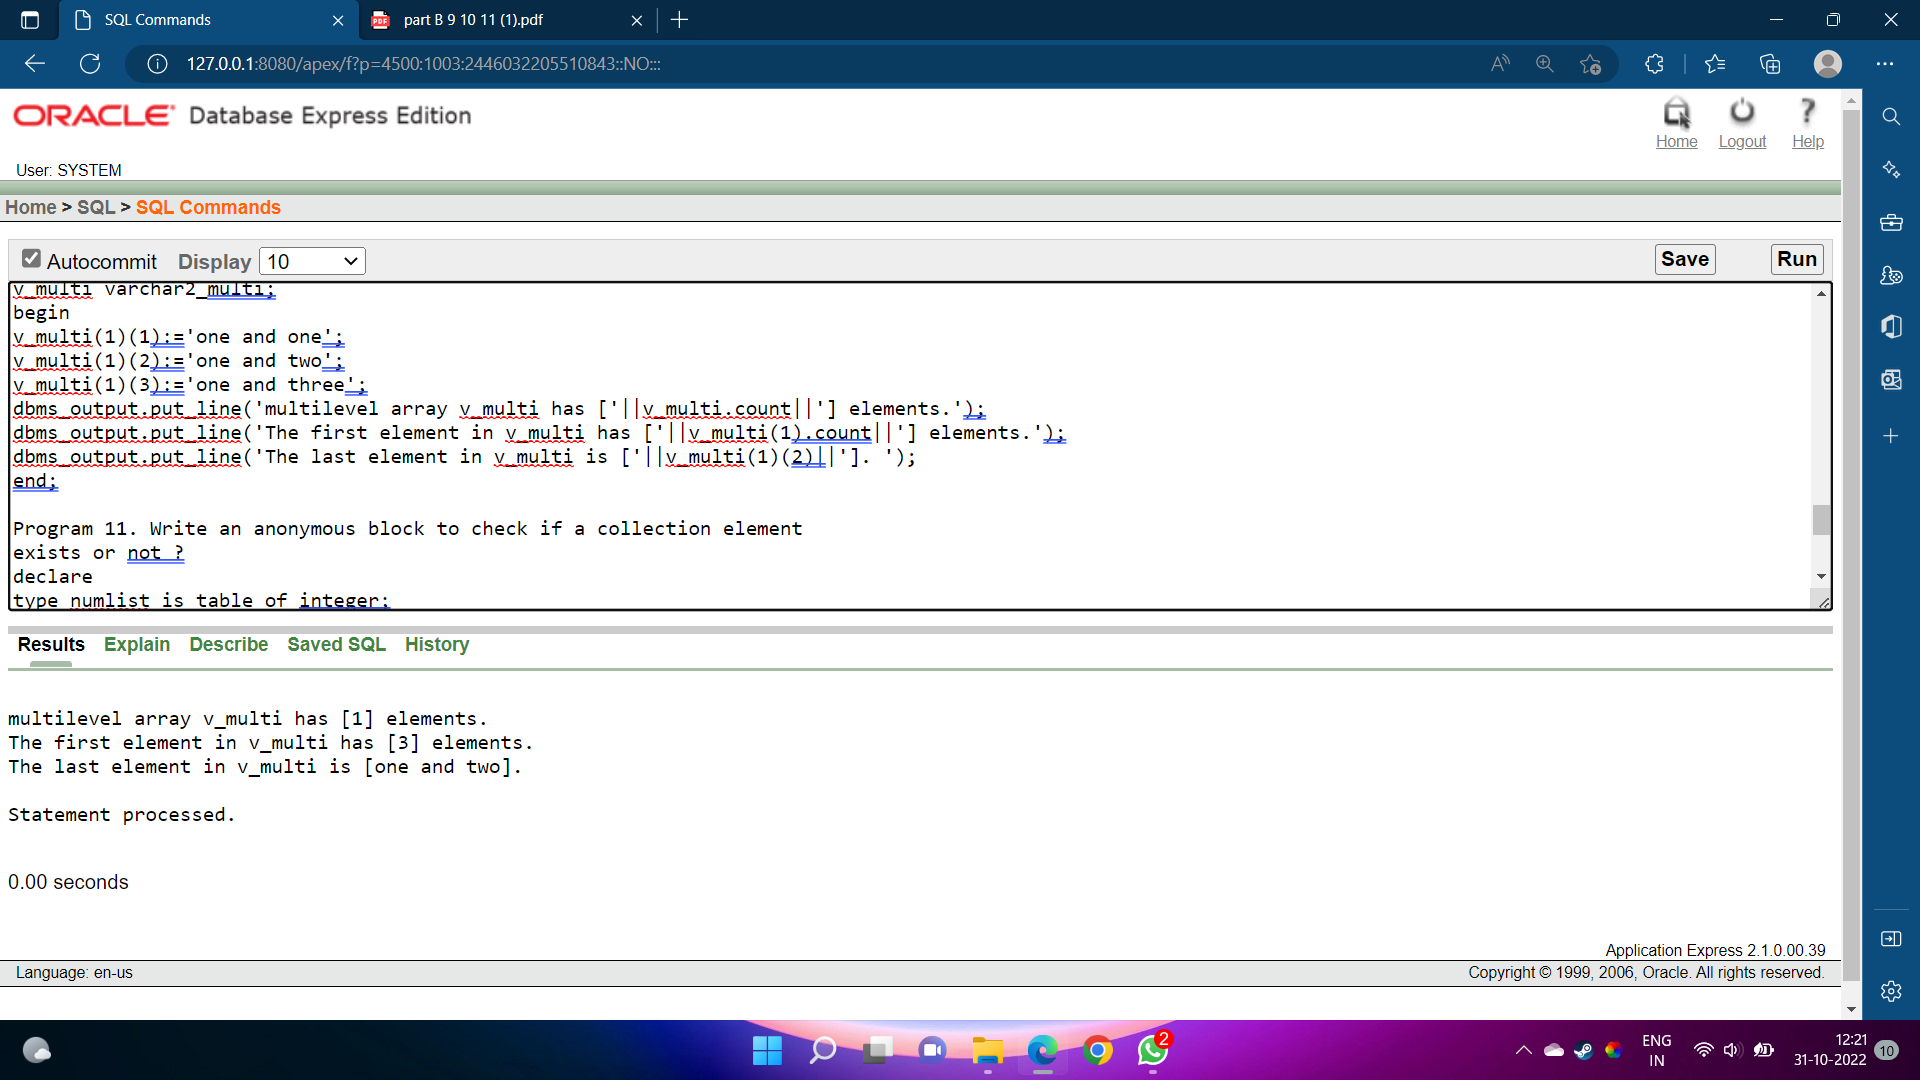 SQL Commands
part B 9 10 11 (1).pdf
127.0.0.1:8080/apex/f?p=4500:1003:2446032205510843::NO:::
ORACLE Database Express Edition
Home Logout Help
User: SYSTEM
Home > SQL > SQL Commands
Autocommit Display 10 Save Run
v_multi varchar2_multi;
begin
v_multi(1)(1):='one and one';
v_multi(1)(2):='one and two';
v_multi(1)(3):='one and three';
dbms_output.put_line('multilevel array v_multi has ['||v_multi.count||'] elements.');
dbms_output.put_line('The first element in v_multi has ['||v_multi(1).count||'] elements.');
dbms_output.put_line('The last element in v_multi is ['||v_multi(1)(2)||']. ');
end;
Program 11. Write an anonymous block to check if a collection element
exists or not ?
declare
type numlist is table of integer;
Results Explain Describe Saved SQL History
multilevel array v_multi has [1] elements.
The first element in v_multi has [3] elements.
The last element in v_multi is [one and two].
Statement processed.
0.00 seconds
Application Express 2.1.0.00.39
Language: en-us Copyright © 1999, 2006, Oracle. All rights reserved.
2
ENG
IN
12:21
31-10-2022
10